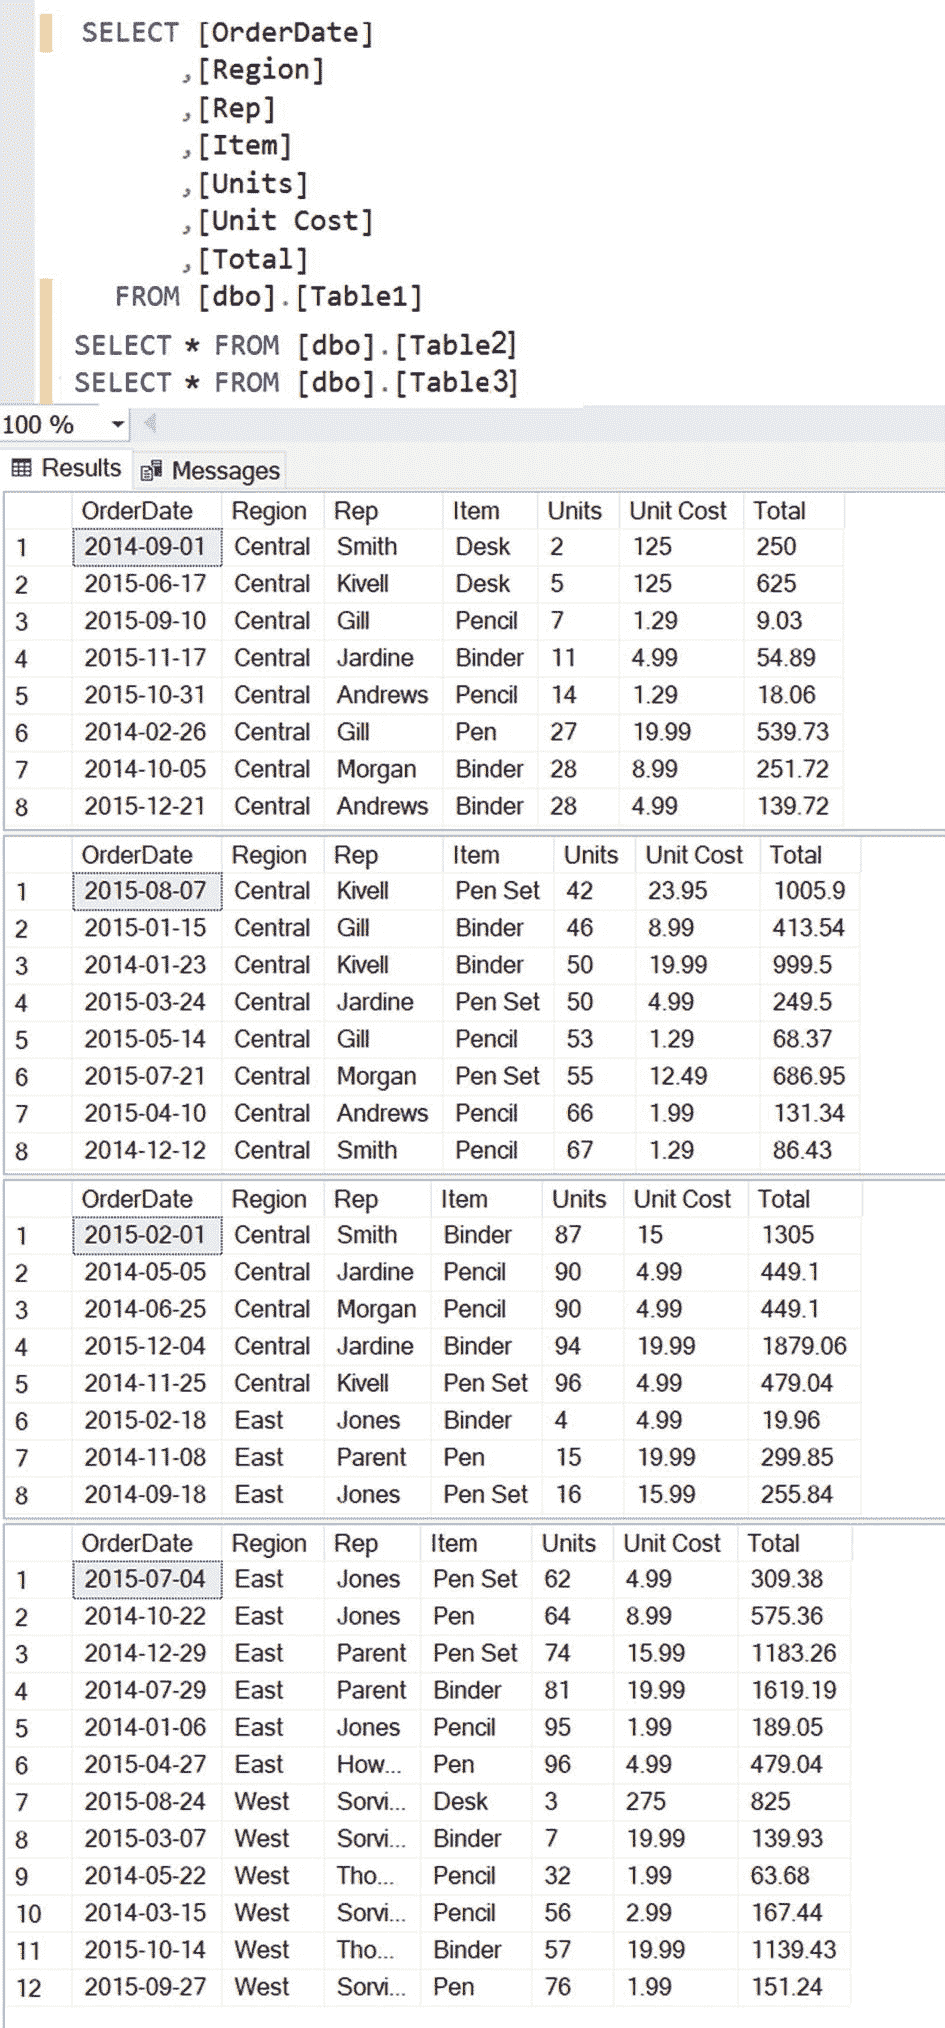 SELECT [OrderDate]
,[Region]
,[Rep]
,[Item]
,[Units]
,[Unit Cost]
,[Total]
FROM [dbo].[Table1]
SELECT * FROM [dbo].[Table2]
SELECT * FROM [dbo].[Table3]
100 %
Results Messages
OrderDate Region Rep Item Units Unit Cost Total
1 2014-09-01 Central Smith Desk 2 125 250
2 2015-06-17 Central Kivell Desk 5 125 625
3 2015-09-10 Central Gill Pencil 7 1.29 9.03
4 2015-11-17 Central Jardine Binder 11 4.99 54.89
5 2015-10-31 Central Andrews Pencil 14 1.29 18.06
6 2014-02-26 Central Gill Pen 27 19.99 539.73
7 2014-10-05 Central Morgan Binder 28 8.99 251.72
8 2015-12-21 Central Andrews Binder 28 4.99 139.72
OrderDate Region Rep Item Units Unit Cost Total
1 2015-08-07 Central Kivell Pen Set 42 23.95 1005.9
2 2015-01-15 Central Gill Binder 46 8.99 413.54
3 2014-01-23 Central Kivell Binder 50 19.99 999.5
4 2015-03-24 Central Jardine Pen Set 50 4.99 249.5
5 2015-05-14 Central Gill Pencil 53 1.29 68.37
6 2015-07-21 Central Morgan Pen Set 55 12.49 686.95
7 2015-04-10 Central Andrews Pencil 66 1.99 131.34
8 2014-12-12 Central Smith Pencil 67 1.29 86.43
OrderDate Region Rep Item Units Unit Cost Total
1 2015-02-01 Central Smith Binder 87 15 1305
2 2014-05-05 Central Jardine Pencil 90 4.99 449.1
3 2014-06-25 Central Morgan Pencil 90 4.99 449.1
4 2015-12-04 Central Jardine Binder 94 19.99 1879.06
5 2014-11-25 Central Kivell Pen Set 96 4.99 479.04
6 2015-02-18 East Jones Binder 4 4.99 19.96
7 2014-11-08 East Parent Pen 15 19.99 299.85
8 2014-09-18 East Jones Pen Set 16 15.99 255.84
OrderDate Region Rep Item Units Unit Cost Total
1 2015-07-04 East Jones Pen Set 62 4.99 309.38
2 2014-10-22 East Jones Pen 64 8.99 575.36
3 2014-12-29 East Parent Pen Set 74 15.99 1183.26
4 2014-07-29 East Parent Binder 81 19.99 1619.19
5 2014-01-06 East Jones Pencil 95 1.99 189.05
6 2015-04-27 East How... Pen 96 4.99 479.04
7 2015-08-24 West Sorvi... Desk 3 275 825
8 2015-03-07 West Sorvi... Binder 7 19.99 139.93
9 2014-05-22 West Tho... Pencil 32 1.99 63.68
10 2014-03-15 West Sorvi... Pencil 56 2.99 167.44
11 2015-10-14 West Tho... Binder 57 19.99 1139.43
12 2015-09-27 West Sorvi... Pen 76 1.99 151.24